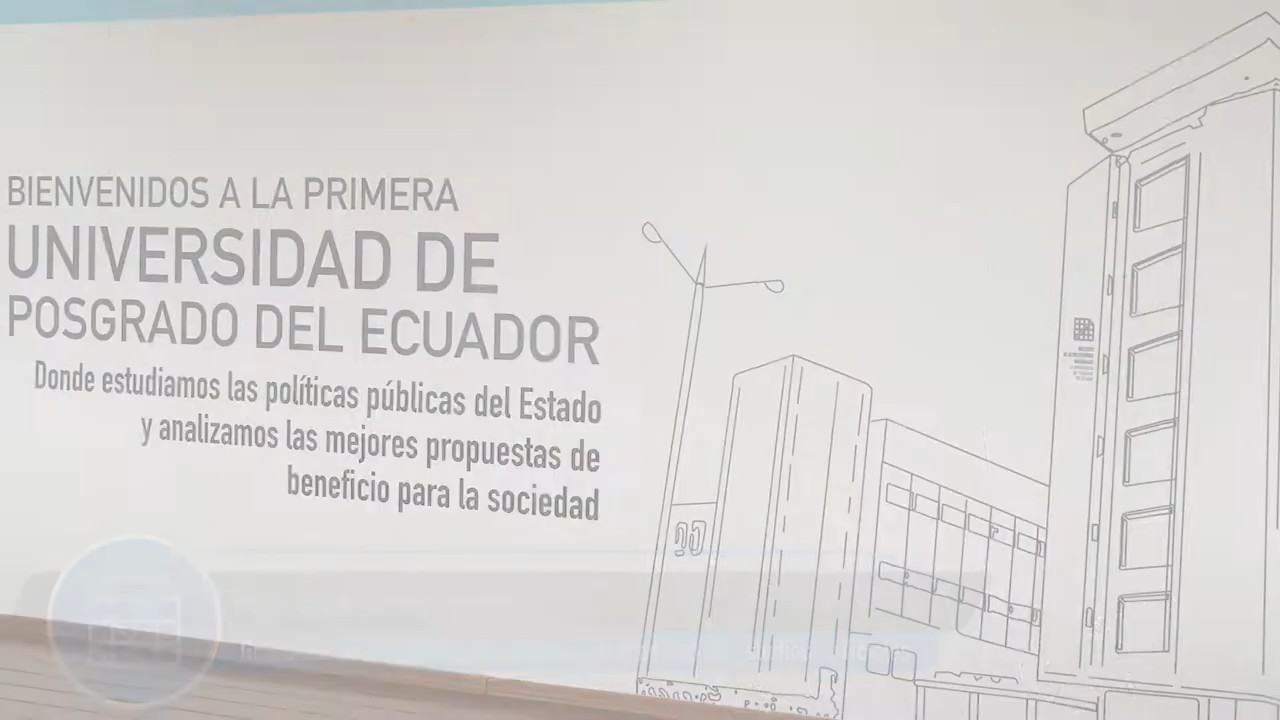 BIENVENIDOS A LA PRIMERA
UNIVERSIDAD DE
POSGRADO DEL ECUADOR
Donde estudiamos las políticas públicas del Estado
y analizamos las mejores propuestas de
beneficio para la sociedad